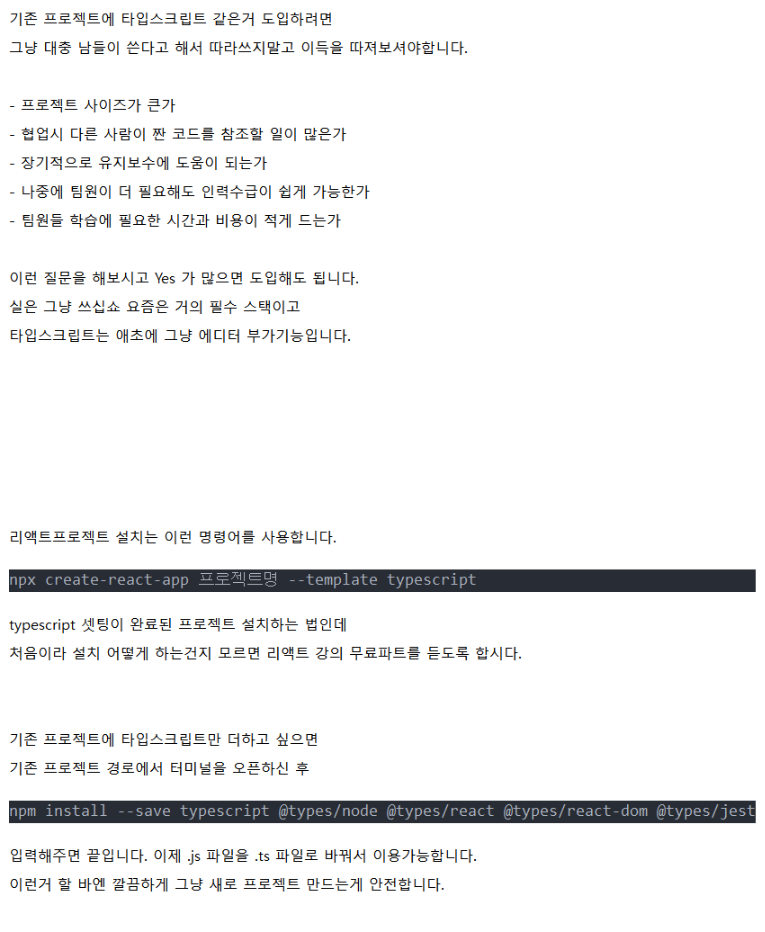 기존 프로젝트에 타입스크립트 같은거 도입하려면
그냥 대충 남들이 쓴다고 해서 따라쓰지말고 이득을 따져보셔야합니다.
- 프로젝트 사이즈가 큰가
- 협업시 다른 사람이 짠 코드를 참조할 일이 많은가
- 장기적으로 유지보수에 도움이 되는가
- 나중에 팀원이 더 필요해도 인력수급이 쉽게 가능한가
- 팀원들 학습에 필요한 시간과 비용이 적게 드는가
이런 질문을 해보시고 Yes 가 많으면 도입해도 됩니다.
실은 그냥 쓰십쇼 요즘은 거의 필수 스택이고
타입스크립트는 애초에 그냥 에디터 부가기능입니다.
리액트프로젝트 설치는 이런 명령어를 사용합니다.
npx create-react-app 프로젝트명 --template typescript
typescript 셋팅이 완료된 프로젝트 설치하는 법인데
처음이라 설치 어떻게 하는건지 모르면 리액트 강의 무료파트를 듣도록 합시다.
기존 프로젝트에 타입스크립트만 더하고 싶으면
기존 프로젝트 경로에서 터미널을 오픈하신 후
npm install --save typescript @types/node @types/react @types/react-dom @types/jest
입력해주면 끝입니다. 이제 .js 파일을 .ts 파일로 바꿔서 이용가능합니다.
이런거 할 바엔 깔끔하게 그냥 새로 프로젝트 만드는게 안전합니다.